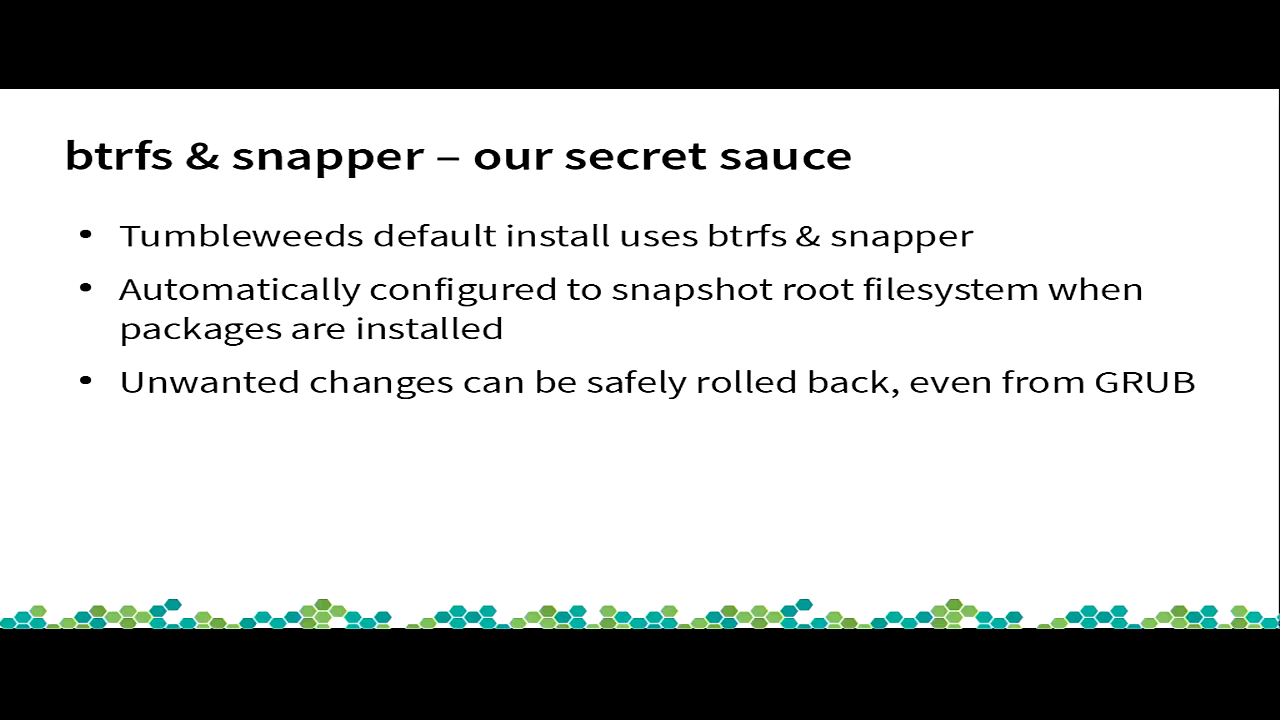 btrfs & snapper – our secret sauce
• Tumbleweeds default install uses btrfs & snapper
• Automatically configured to snapshot root filesystem when
packages are installed
• Unwanted changes can be safely rolled back, even from GRUB